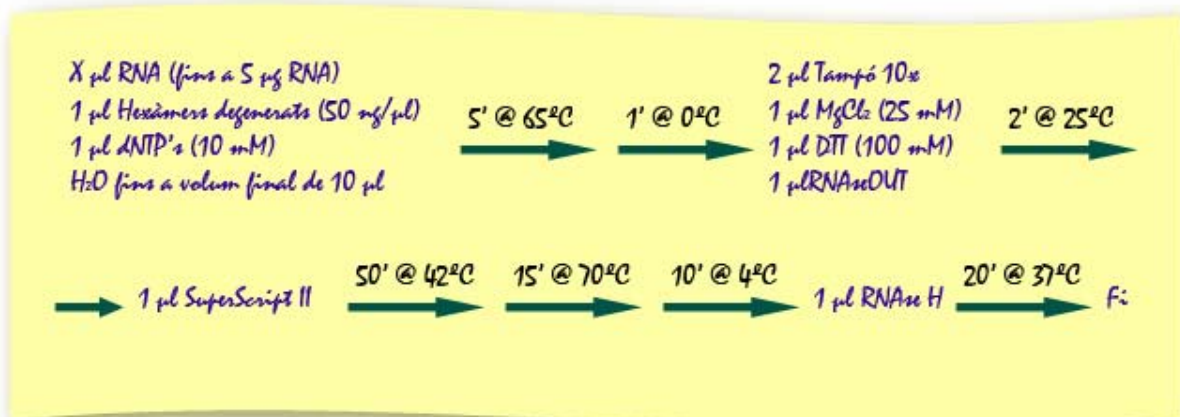 X µl RNA (fins a 5 µg RNA)
1 µl Hexàmers degenerats (50 ng/µl)
1 µl dNTP's (10 mM)
H₂O fins a volum final de 10 µl
5' @ 65ºC
1' @ 0ºC
2 µl Tampó 10x
1 µl MgCl₂ (25 mM)
1 µl DTT (100 mM)
1 µlRNAseOUT
2' @ 25ºC
1 µl SuperScript II
50' @ 42ºC
15' @ 70ºC
10' @ 4ºC
1 µl RNAse H
20' @ 37ºC
Fi